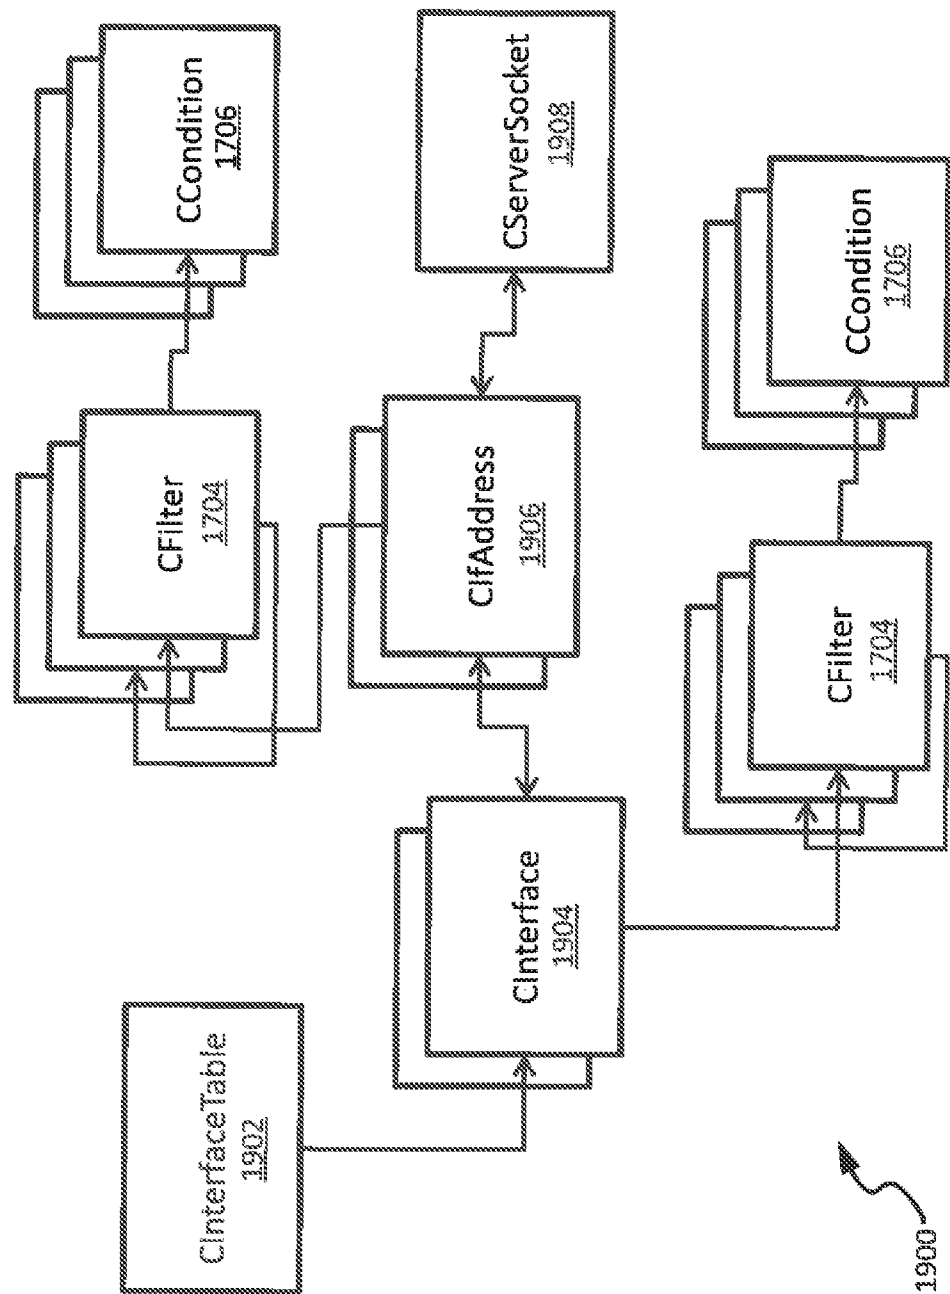 CInterfaceTable
1902
CInterface
1904
CFilter
1704
CCondition
1706
CIfAddress
1906
CServerSocket
1908
CFilter
1704
CCondition
1706
1900